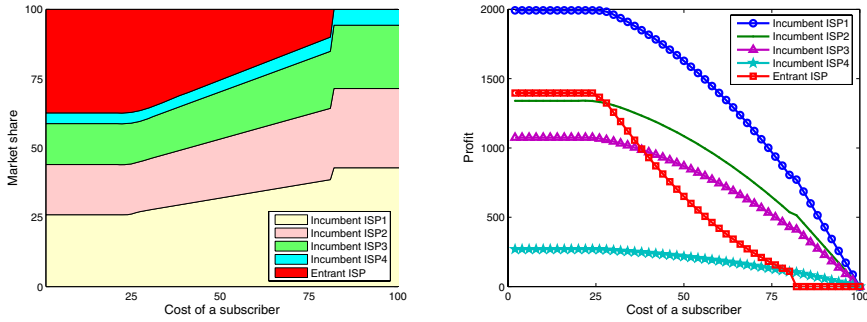 100
75
50
25
0
Market share
25
50
75
100
Cost of a subscriber
Incumbent ISP1
Incumbent ISP2
Incumbent ISP3
Incumbent ISP4
Entrant ISP
2000
1500
1000
500
0
Profit
0
25
50
75
100
Cost of a subscriber
Incumbent ISP1
Incumbent ISP2
Incumbent ISP3
Incumbent ISP4
Entrant ISP